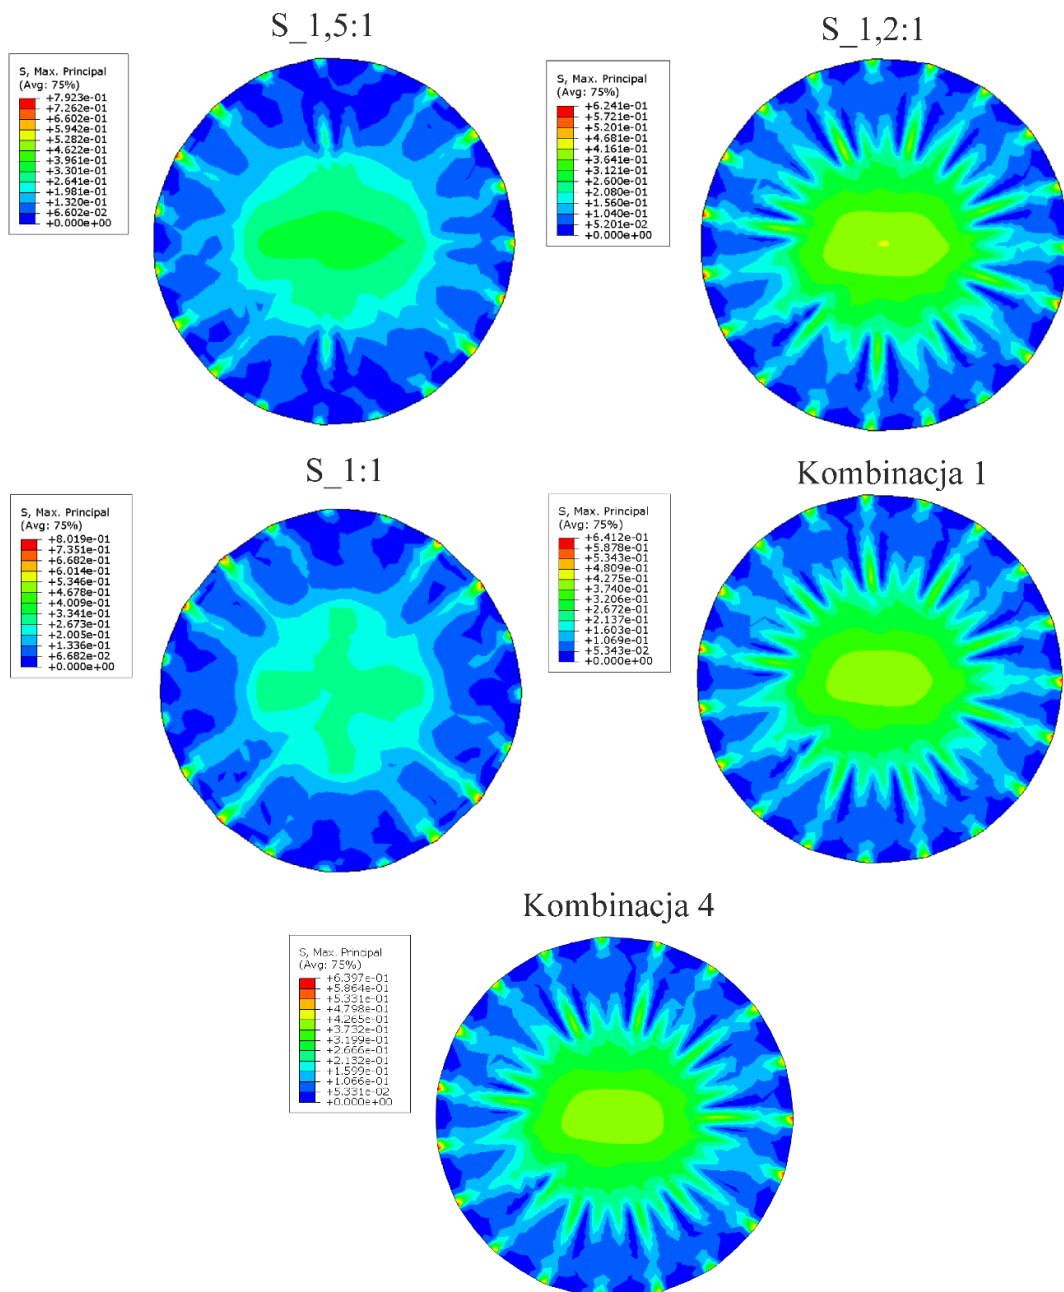 S_1,5:1
S, Max. Principal
(Avg: 75%)
+7.923e-01
+7.262e-01
+6.602e-01
+5.942e-01
+5.282e-01
+4.622e-01
+3.961e-01
+3.301e-01
+2.641e-01
+1.981e-01
+1.320e-01
+6.602e-02
+0.000e+00
S_1,2:1
S, Max. Principal
(Avg: 75%)
+6.241e-01
+5.721e-01
+5.201e-01
+4.681e-01
+4.161e-01
+3.641e-01
+3.121e-01
+2.600e-01
+2.080e-01
+1.560e-01
+1.040e-01
+5.201e-02
+0.000e+00
S_1:1
S, Max. Principal
(Avg: 75%)
+8.019e-01
+7.351e-01
+6.682e-01
+6.014e-01
+5.346e-01
+4.678e-01
+4.009e-01
+3.341e-01
+2.673e-01
+2.005e-01
+1.336e-01
+6.682e-02
+0.000e+00
Kombinacja 1
S, Max. Principal
(Avg: 75%)
+6.412e-01
+5.878e-01
+5.343e-01
+4.809e-01
+4.275e-01
+3.740e-01
+3.206e-01
+2.672e-01
+2.137e-01
+1.603e-01
+1.069e-01
+5.343e-02
+0.000e+00
Kombinacja 4
S, Max. Principal
(Avg: 75%)
+6.397e-01
+5.864e-01
+5.331e-01
+4.798e-01
+4.265e-01
+3.732e-01
+3.199e-01
+2.666e-01
+2.132e-01
+1.599e-01
+1.066e-01
+5.331e-02
+0.000e+00